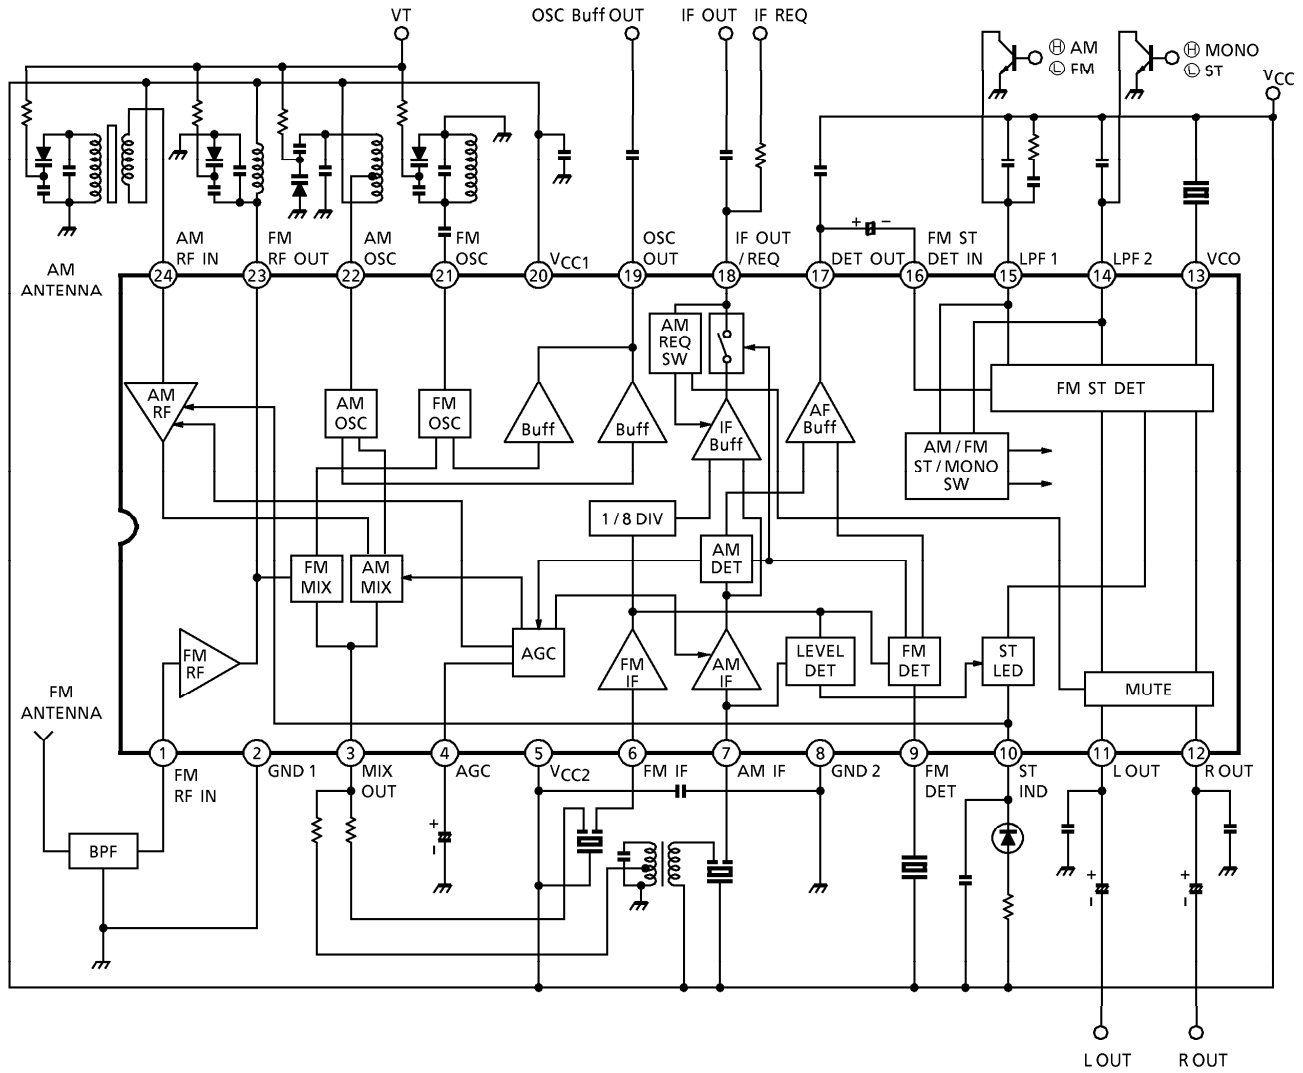 VT
OSC Buff OUT
IF OUT
IF REQ
Ⓗ AM
Ⓛ FM
Ⓗ MONO
Ⓛ ST
VCC
AM
ANTENNA
AM
RF IN
FM
RF OUT
AM
OSC
FM
OSC
VCC1
OSC
OUT
IF OUT
/REQ
DET OUT
FM ST
DET IN
LPF 1
LPF 2
VCO
24
23
22
21
20
19
18
17
16
15
14
13
AM
RF
AM
OSC
FM
OSC
Buff
Buff
AM
REQ
SW
IF
Buff
AF
Buff
FM ST DET
AM / FM
ST / MONO
SW
1 / 8 DIV
FM
MIX
AM
MIX
AM
DET
FM
RF
AGC
FM
IF
AM
IF
LEVEL
DET
FM
DET
ST
LED
MUTE
FM
ANTENNA
1
2
3
4
5
6
7
8
9
10
11
12
FM
RF IN
GND 1
MIX
OUT
AGC
VCC2
FM IF
AM IF
GND 2
FM
DET
ST
IND
L OUT
R OUT
BPF
+
-
+
-
+
-
+
-
L OUT
R OUT